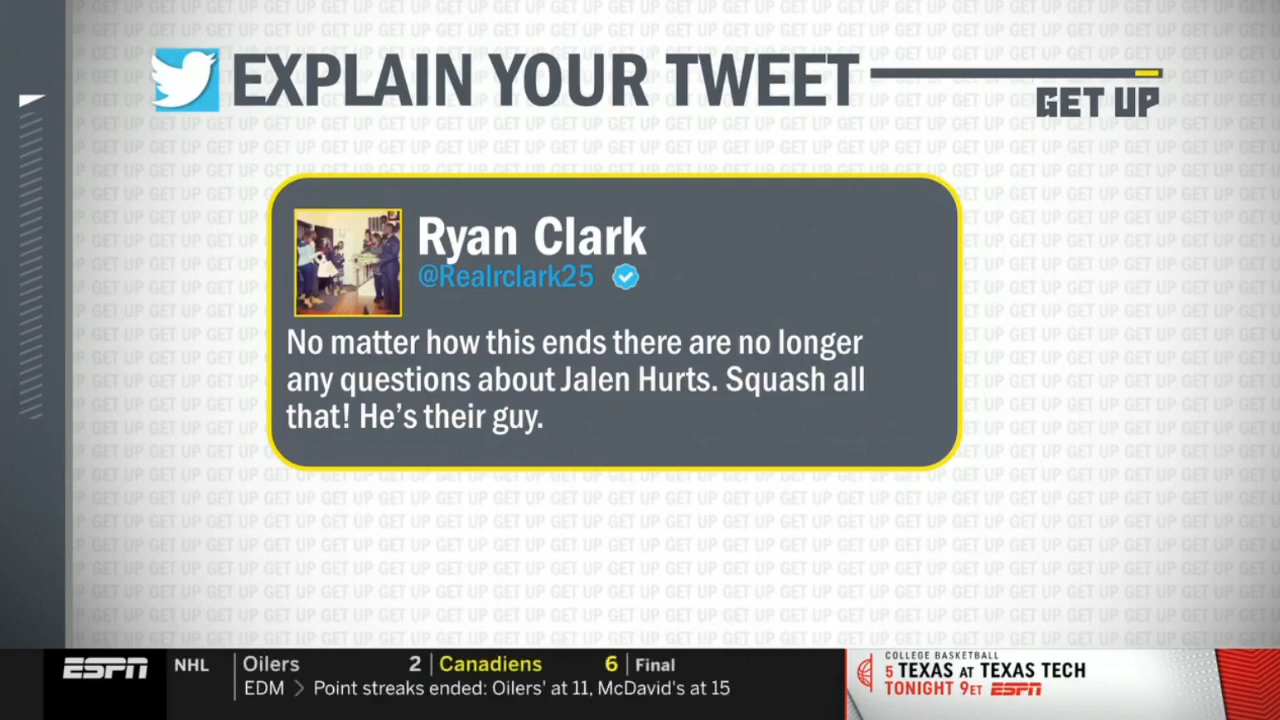 EXPLAIN YOUR TWEET
GET UP
Ryan Clark
@Realrclark25
No matter how this ends there are no longer
any questions about Jalen Hurts. Squash all
that! He's their guy.
ESPN
NHL
Oilers 2 Canadiens 6 Final
EDM > Point streaks ended: Oilers' at 11, McDavid's at 15
COLLEGE BASKETBALL
5 TEXAS AT TEXAS TECH
TONIGHT 9ET ESPN